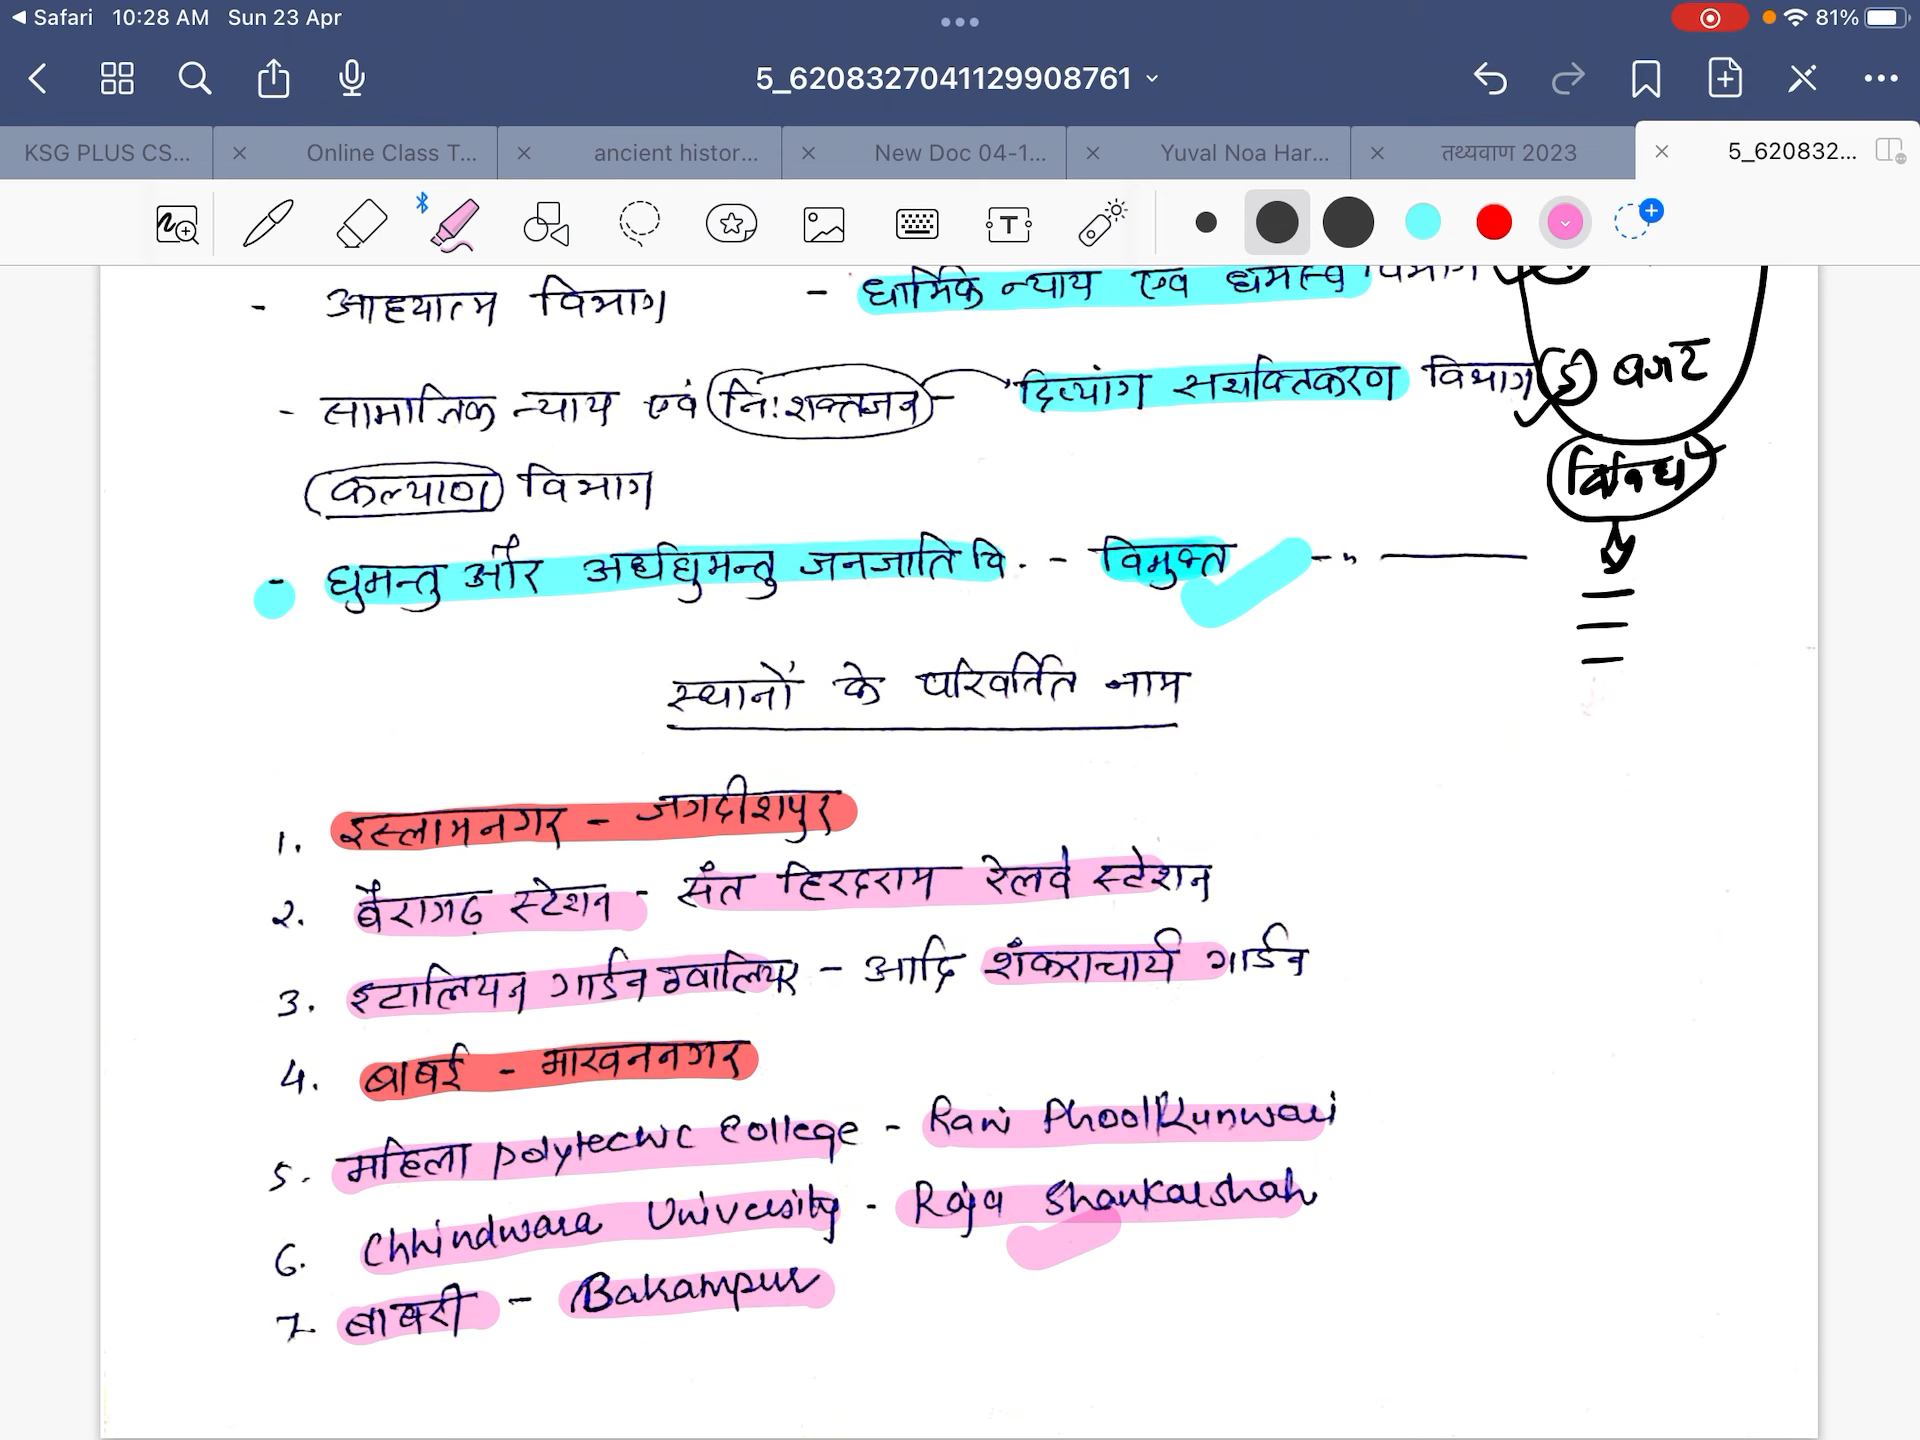 Safari 10:28 AM Sun 23 Apr 81%
5_6208327041129908761
KSG PLUS CS... Online Class T... ancient histor... New Doc 04-1... Yuval Noa Har... तथ्यवाण 2023 5_620832...
- आध्यात्म विभाग - धार्मिक न्याय एवं धर्मस्व विभाग
- सामाजिक न्याय एवं निःशक्तजन - दिव्यांग सशक्तिकरण विभाग
5 बजट
कल्याण विभाग
विविध
- घुमन्तु और अर्धघुमन्तु जनजाति वि. - विमुक्त -"-
स्थानों के परिवर्तित नाम
1. इस्लामनगर - जगदीशपुर
2. बैरागढ़ स्टेशन - संत हिरदाराम रेलवे स्टेशन
3. इटालियन गार्डन ग्वालियर - आदि शंकराचार्य गार्डन
4. बाबई - माखननगर
5. महिला polytechnic College - Rani Phoolkunwari
6. Chhindwara University - Raja Shankarshah
7. बाबरी - Bakampur